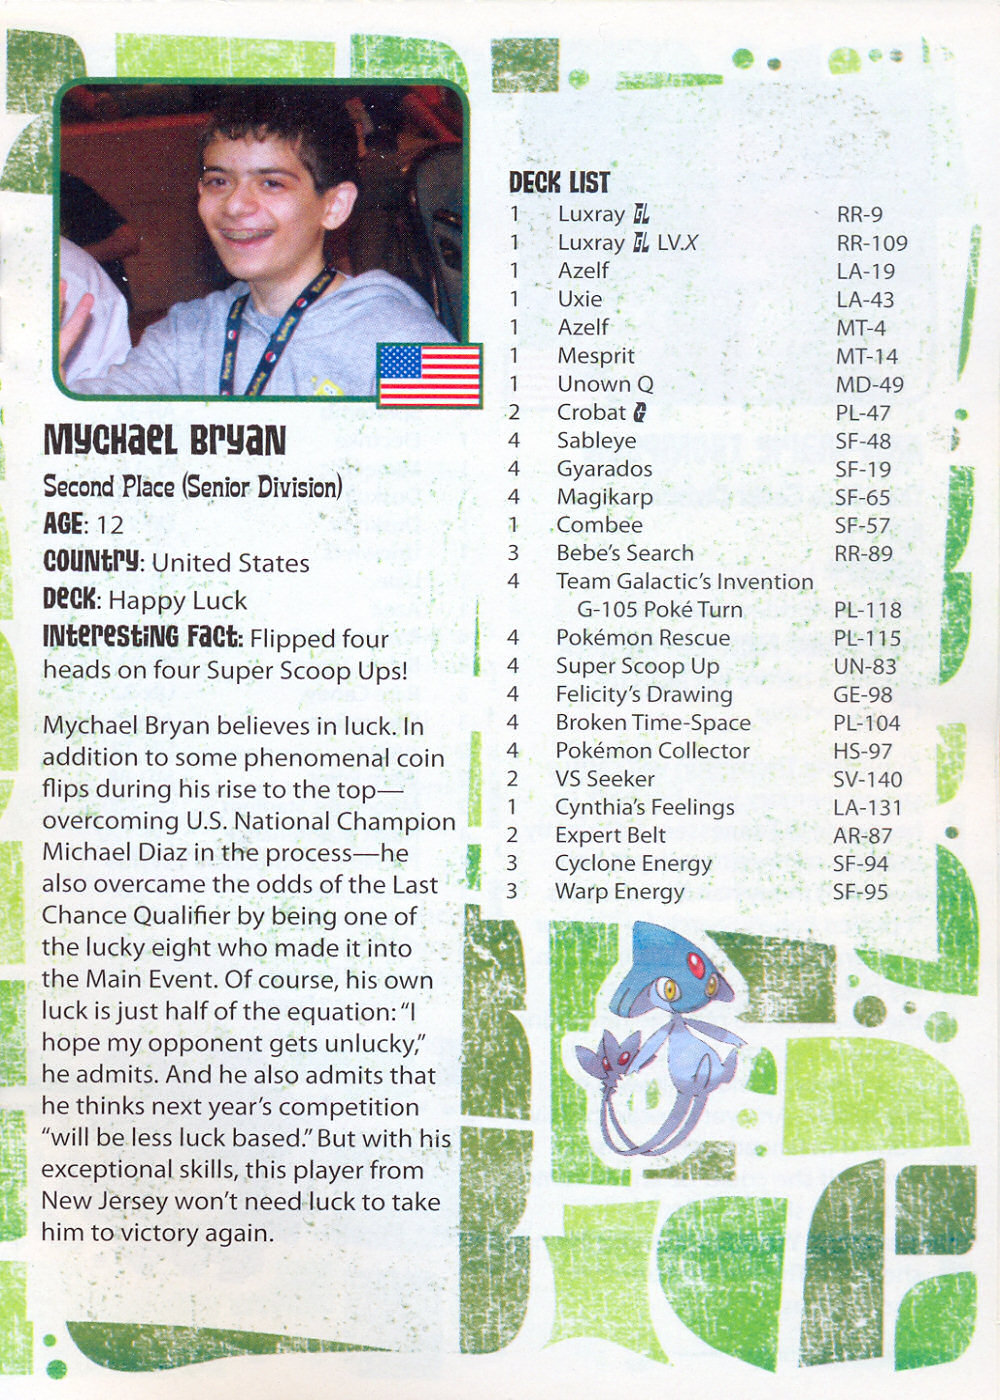 Mychael Bryan
Second Place (Senior Division)
AGE: 12
COUNTRY: United States
DECK: Happy Luck
INTERESTING FACT: Flipped four
heads on four Super Scoop Ups!
Mychael Bryan believes in luck. In
addition to some phenomenal coin
flips during his rise to the top—
overcoming U.S. National Champion
Michael Diaz in the process—he
also overcame the odds of the Last
Chance Qualifier by being one of
the lucky eight who made it into
the Main Event. Of course, his own
luck is just half of the equation: “I
hope my opponent gets unlucky,”
he admits. And he also admits that
he thinks next year’s competition
“will be less luck based.” But with his
exceptional skills, this player from
New Jersey won’t need luck to take
him to victory again.
DECK LIST
1 Luxray GL RR-9
1 Luxray GL LV.X RR-109
1 Azelf LA-19
1 Uxie LA-43
1 Azelf MT-4
1 Mesprit MT-14
1 Unown Q MD-49
2 Crobat G PL-47
4 Sableye SF-48
4 Gyarados SF-19
4 Magikarp SF-65
1 Combee SF-57
3 Bebe’s Search RR-89
4 Team Galactic’s Invention
G-105 Poké Turn PL-118
4 Pokémon Rescue PL-115
4 Super Scoop Up UN-83
4 Felicity’s Drawing GE-98
4 Broken Time-Space PL-104
4 Pokémon Collector HS-97
2 VS Seeker SV-140
1 Cynthia’s Feelings LA-131
2 Expert Belt AR-87
3 Cyclone Energy SF-94
3 Warp Energy SF-95